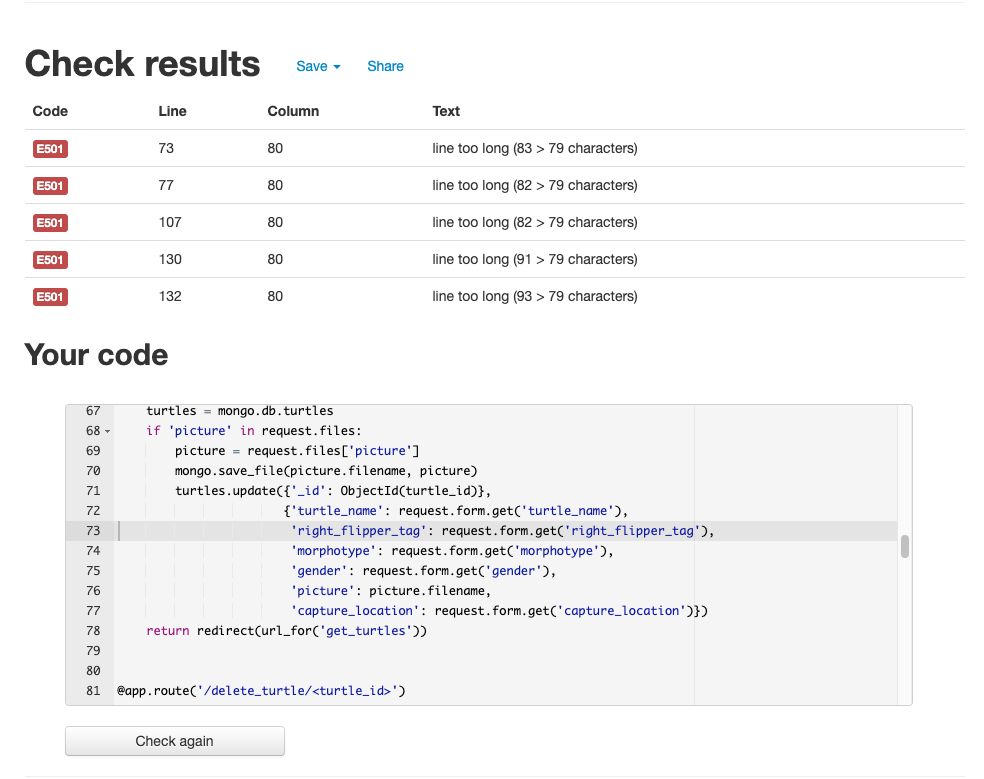 Check results Save Share
Code Line Column Text
E501 73 80 line too long (83 > 79 characters)
E501 77 80 line too long (82 > 79 characters)
E501 107 80 line too long (82 > 79 characters)
E501 130 80 line too long (91 > 79 characters)
E501 132 80 line too long (93 > 79 characters)
Your code
67     turtles = mongo.db.turtles
68     if 'picture' in request.files:
69         picture = request.files['picture']
70         mongo.save_file(picture.filename, picture)
71         turtles.update({'_id': ObjectId(turtle_id)},
72                        {'turtle_name': request.form.get('turtle_name'),
73                         'right_flipper_tag': request.form.get('right_flipper_tag'),
74                         'morphotype': request.form.get('morphotype'),
75                         'gender': request.form.get('gender'),
76                         'picture': picture.filename,
77                         'capture_location': request.form.get('capture_location')})
78     return redirect(url_for('get_turtles'))
79
80
81 @app.route('/delete_turtle/<turtle_id>')
Check again